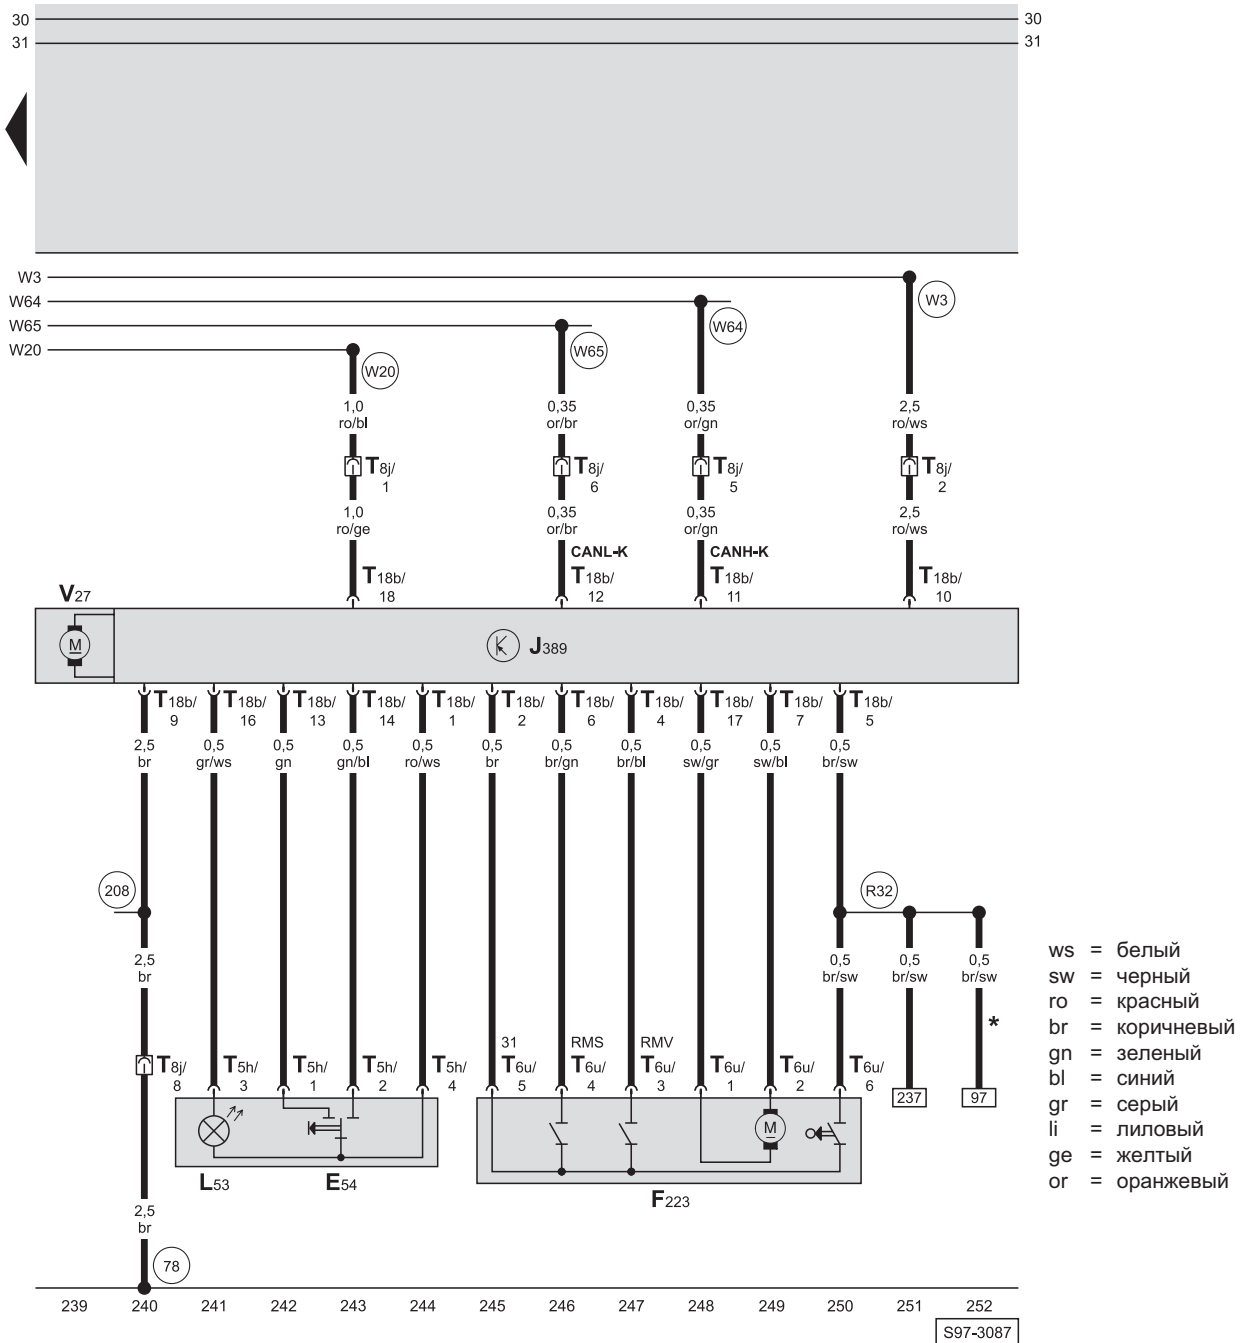 30 30
31 31
W3
W64
W65
W20
W3
W64
W65
W20
1,0 0,35 0,35 2,5
ro/bl or/br or/gn ro/ws
T8j/ T8j/ T8j/ T8j/
1 6 5 2
1,0 0,35 0,35 2,5
ro/ge or/br or/gn ro/ws
CANL-K CANH-K
T18b/ T18b/ T18b/ T18b/
18 12 11 10
V27
M
J389
T18b/ T18b/ T18b/ T18b/ T18b/ T18b/ T18b/ T18b/ T18b/ T18b/ T18b/
9 16 13 14 1 2 6 4 17 7 5
2,5 0,5 0,5 0,5 0,5 0,5 0,5 0,5 0,5 0,5 0,5
br gr/ws gn gn/bl ro/ws br br/gn br/bl sw/gr sw/bl br/sw
208 R32
2,5 0,5 0,5 0,5
br br/sw br/sw br/sw
*
31 RMS RMV
T8j/ T5h/ T5h/ T5h/ T5h/ T6u/ T6u/ T6u/ T6u/ T6u/ T6u/
8 3 1 2 4 5 4 3 1 2 6
237 97
M
L53 E54 F223
2,5
br
78
ws = белый
sw = черный
ro = красный
br = коричневый
gn = зеленый
bl = синий
gr = серый
li = лиловый
ge = желтый
or = оранжевый
239 240 241 242 243 244 245 246 247 248 249 250 251 252
S97-3087